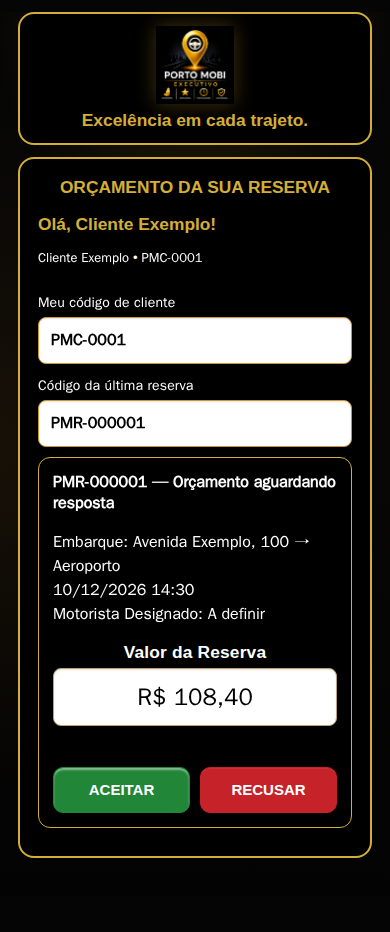 PORTO MOBI
EXECUTIVO
Excelência em cada trajeto.
ORÇAMENTO DA SUA RESERVA
Olá, Cliente Exemplo!
Cliente Exemplo • PMC-0001
Meu código de cliente
PMC-0001
Código da última reserva
PMR-000001
PMR-000001 — Orçamento aguardando
resposta
Embarque: Avenida Exemplo, 100 →
Aeroporto
10/12/2026 14:30
Motorista Designado: A definir
Valor da Reserva
R$ 108,40
ACEITAR
RECUSAR